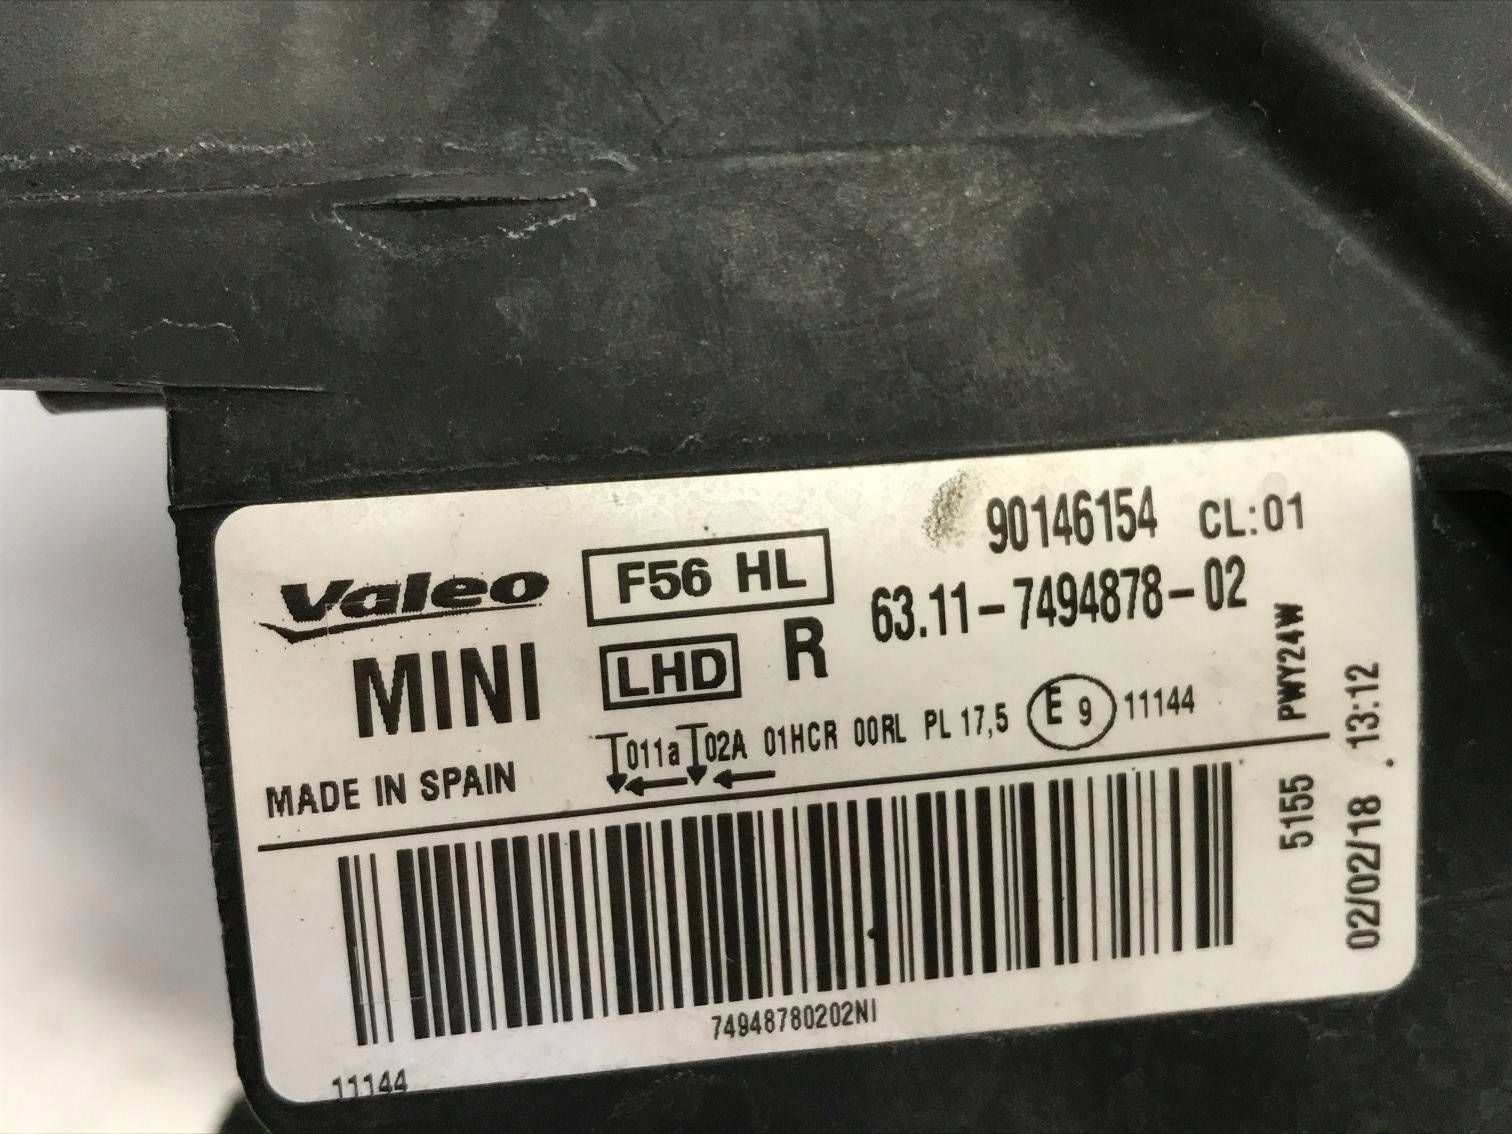 90146154 CL:01
Valeo F56 HL
63.11-7494878-02
MINI LHD R
011a 02A 01HCR 00RL PL 17,5 E 9 11144
MADE IN SPAIN
PWY24W
5155
02/02/18 . 13:12
74948780202NI
11144